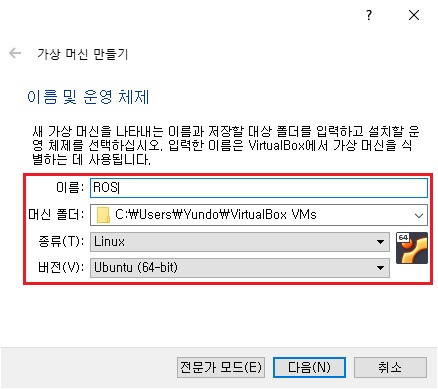 ?
가상 머신 만들기
이름 및 운영 체제
새 가상 머신을 나타내는 이름과 저장할 대상 폴더를 입력하고 설치할 운
영 체제를 선택하십시오. 입력한 이름은 VirtualBox에서 가상 머신을 식
별하는 데 사용됩니다.
이름: ROS
머신 폴더: C:₩Users₩Yundo₩VirtualBox VMs
종류(T): Linux
64
버전(V): Ubuntu (64-bit)
전문가 모드(E) 다음(N) 취소